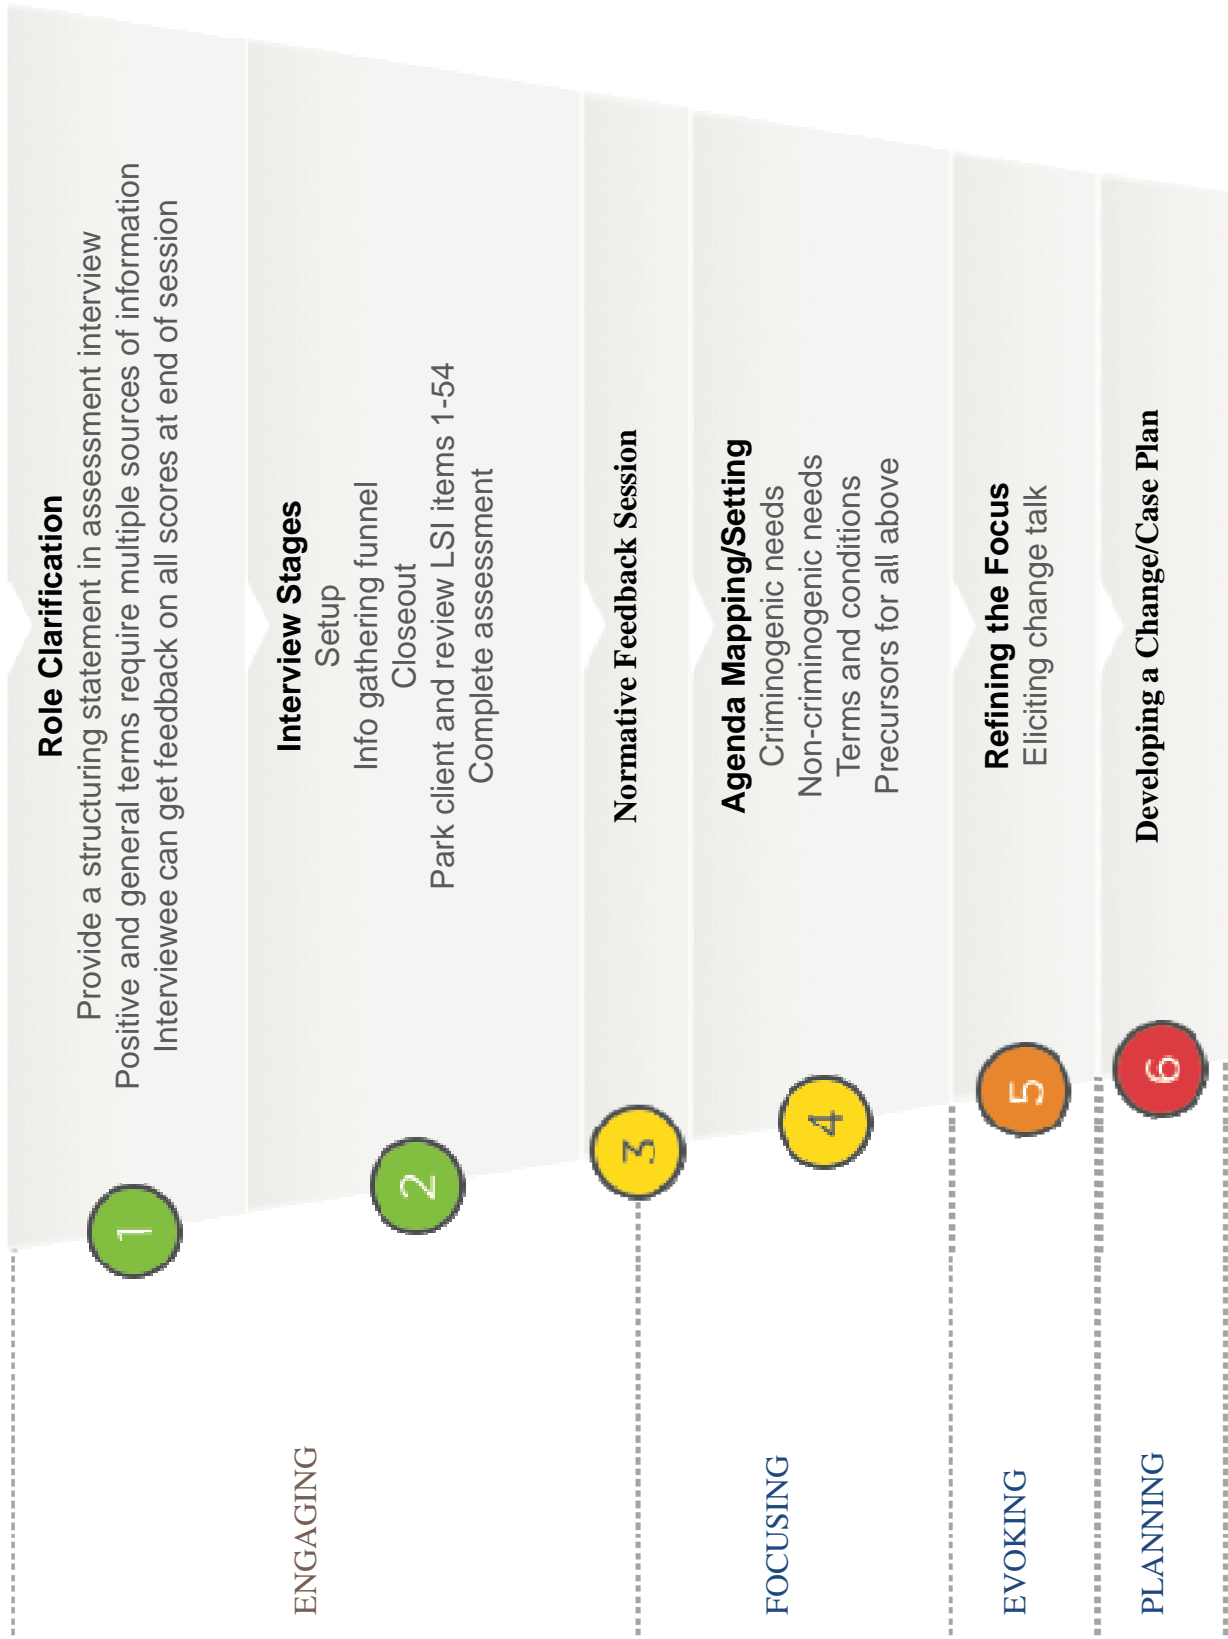 ENGAGING
1
Role Clarification
Provide a structuring statement in assessment interview
Positive and general terms require multiple sources of information
Interviewee can get feedback on all scores at end of session
2
Interview Stages
Setup
Info gathering funnel
Closeout
Park client and review LSI items 1-54
Complete assessment
3
Normative Feedback Session
FOCUSING
4
Agenda Mapping/Setting
Criminogenic needs
Non-criminogenic needs
Terms and conditions
Precursors for all above
EVOKING
5
Refining the Focus
Eliciting change talk
PLANNING
6
Developing a Change/Case Plan